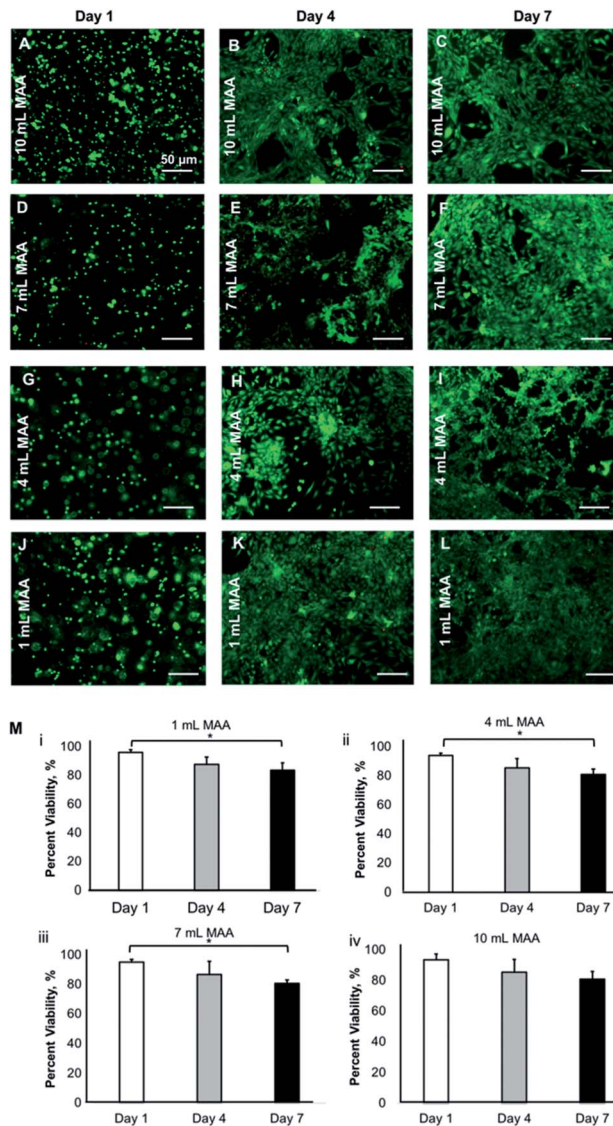 Day 1 Day 4 Day 7
A B C
10 mL MAA 10 mL MAA 10 mL MAA
50 µm
D E F
7 mL MAA 7 mL MAA 7 mL MAA
G H I
4 mL MAA 4 mL MAA 4 mL MAA
J K L
1 mL MAA 1 mL MAA 1 mL MAA
M
i 1 mL MAA
*
Percent Viability, %
100
80
60
40
20
0
Day 1 Day 4 Day 7
ii 4 mL MAA
*
Percent Viability, %
100
80
60
40
20
0
Day 1 Day 4 Day 7
iii 7 mL MAA
*
Percent Viability, %
100
80
60
40
20
0
Day 1 Day 4 Day 7
iv 10 mL MAA
Percent Viability, %
100
80
60
40
20
0
Day 1 Day 4 Day 7